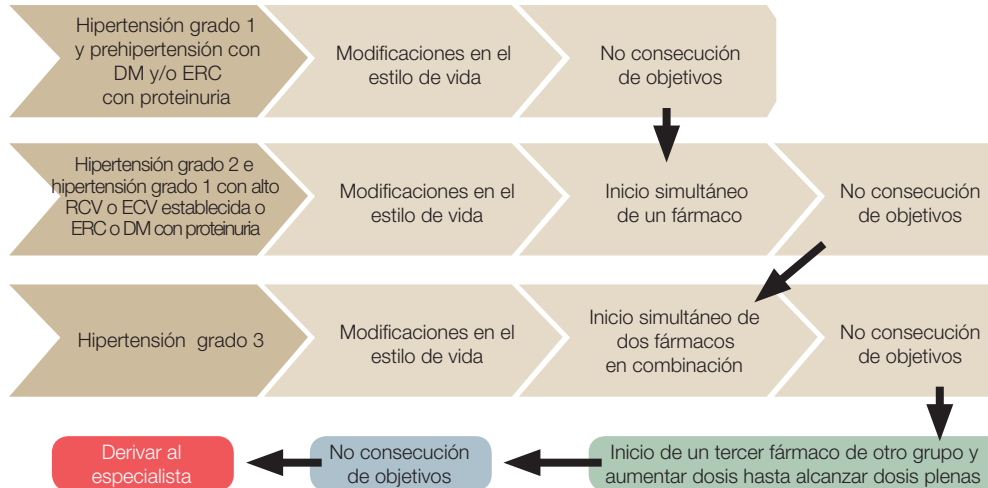 Hipertensión grado 1
y prehipertensión con
DM y/o ERC
con proteinuria
Modificaciones en el
estilo de vida
No consecución
de objetivos
Hipertensión grado 2 e
hipertensión grado 1 con alto
RCV o ECV establecida o
ERC o DM con proteinuria
Modificaciones en el
estilo de vida
Inicio simultáneo
de un fármaco
No consecución
de objetivos
Hipertensión grado 3
Modificaciones en el
estilo de vida
Inicio simultáneo de
dos fármacos
en combinación
No consecución
de objetivos
Derivar al
especialista
No consecución
de objetivos
Inicio de un tercer fármaco de otro grupo y
aumentar dosis hasta alcanzar dosis plenas